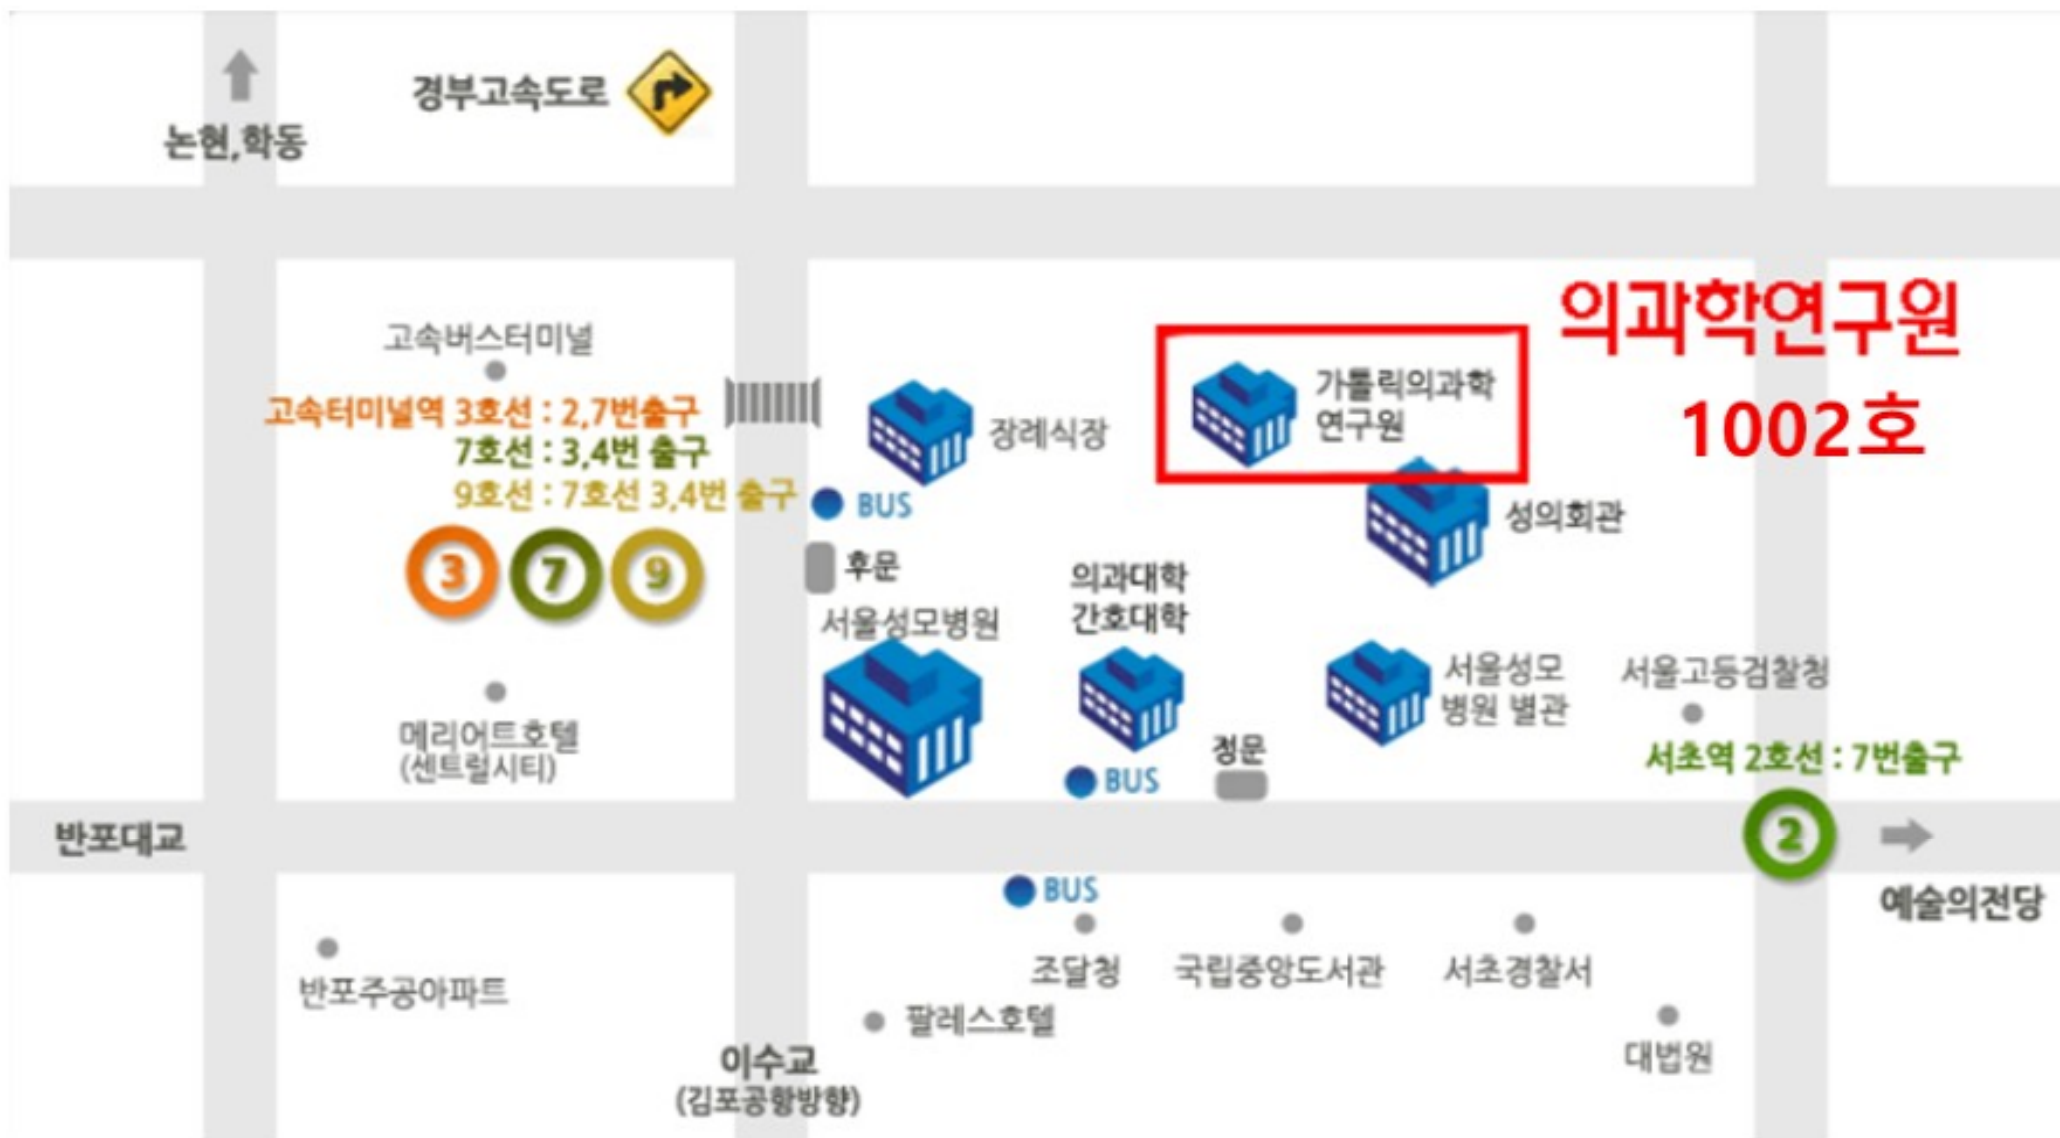 경부고속도로
논현,학동
의과학연구원
1002호
고속버스터미널
고속터미널역 3호선 : 2,7번출구
7호선 : 3,4번 출구
9호선 : 7호선 3,4번 출구
3 7 9
장례식장
가톨릭의과학
연구원
BUS
성의회관
후문
의과대학
간호대학
서울성모병원
서울성모
병원 별관
서울고등검찰청
메리어트호텔
(센트럴시티)
정문
BUS
서초역 2호선 : 7번출구
반포대교
2
예술의전당
BUS
조달청
국립중앙도서관
서초경찰서
반포주공아파트
팔레스호텔
대법원
이수교
(김포공항방향)